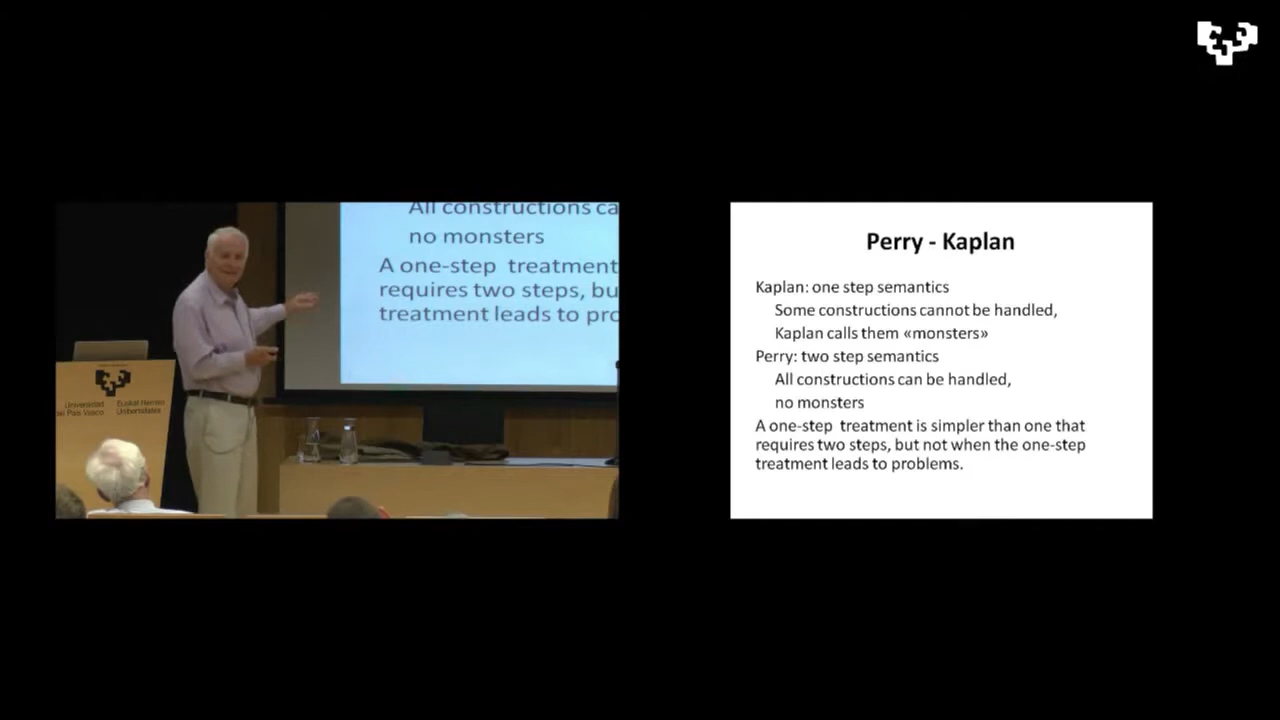 All constructions ca
no monsters
A one-step treatment
requires two steps, bu
treatment leads to pro
Universidad
del País Vasco
Euskal Herriko
Unibertsitatea
Perry - Kaplan
Kaplan: one step semantics
Some constructions cannot be handled,
Kaplan calls them «monsters»
Perry: two step semantics
All constructions can be handled,
no monsters
A one-step treatment is simpler than one that
requires two steps, but not when the one-step
treatment leads to problems.